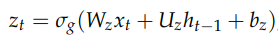 z_t = σ_g(W_z x_t + U_z h_{t−1} + b_z)